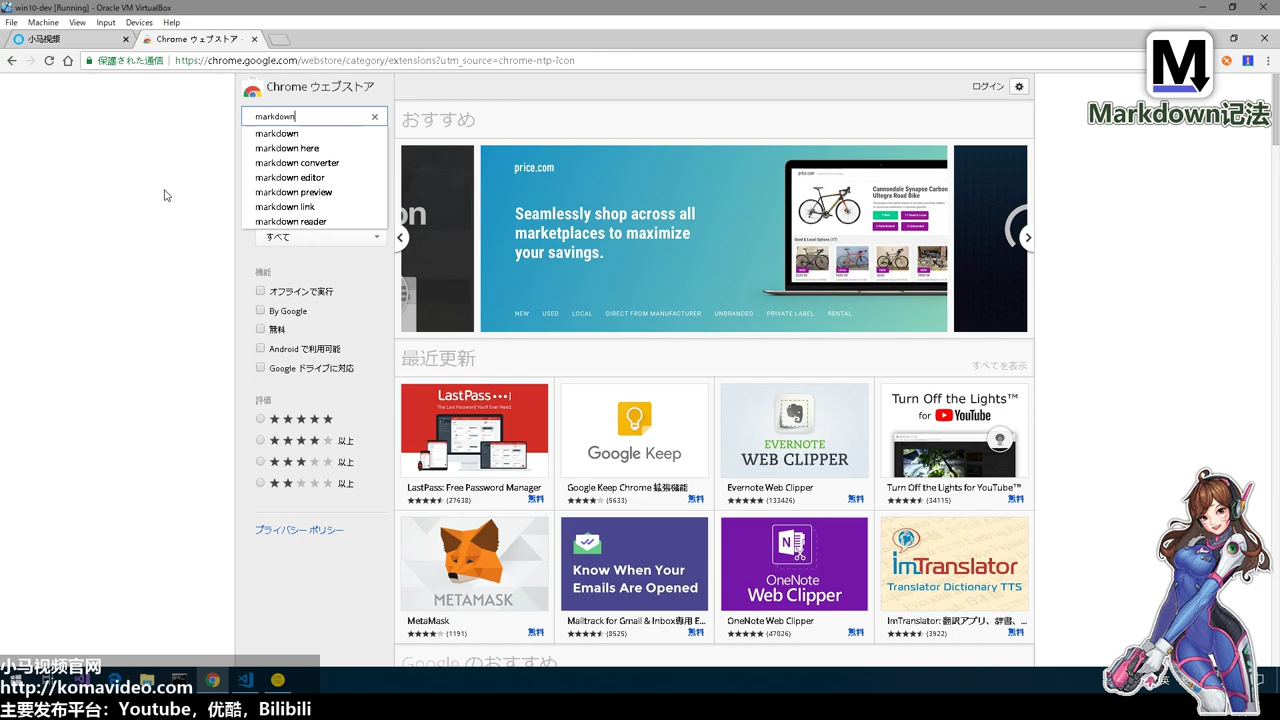 win10-dev [Running] - Oracle VM VirtualBox
File Machine View Input Devices Help
小马视频
Chrome ウェブストア -
保護された通信
https://chrome.google.com/webstore/category/extensions?utm_source=chrome-ntp-icon
Markdown记法
Chrome ウェブストア
ログイン
markdown
markdown
markdown here
markdown converter
markdown editor
markdown preview
markdown link
markdown reader
すべて
機能
オフラインで実行
By Google
無料
Android で利用可能
Google ドライブに対応
評価
以上
以上
以上
プライバシー ポリシー
おすすめ
on
price.com
Seamlessly shop across all
marketplaces to maximize
your savings.
NEW USED LOCAL DIRECT FROM MANUFACTURER UNBRANDED PRIVATE LABEL RENTAL
price.com
Cannondale Synapse Carbon
Ultegra Road Bike
最近更新
すべてを表示
LastPass
The Last Password You'll Ever Need.
LastPass: Free Password Manager
(27638) 無料
Google Keep
Google Keep Chrome 拡張機能
(5633) 無料
EVERNOTE
WEB CLIPPER
Evernote Web Clipper
(133426) 無料
Turn Off the Lights™
for YouTube
Turn Off the Lights for YouTube™
(34115) 無料
METAMASK
MetaMask
(1191) 無料
Know When Your
Emails Are Opened
Mailtrack for Gmail & Inbox専用 E...
(8525) 無料
OneNote
Web Clipper
OneNote Web Clipper
(47026) 無料
imTranslator
Translator Dictionary TTS
ImTranslator: 翻訳アプリ、辞書、...
(3922) 無料
Google のおすすめ
小马视频官网
http://komavideo.com
主要发布平台：Youtube，优酷，Bilibili
英